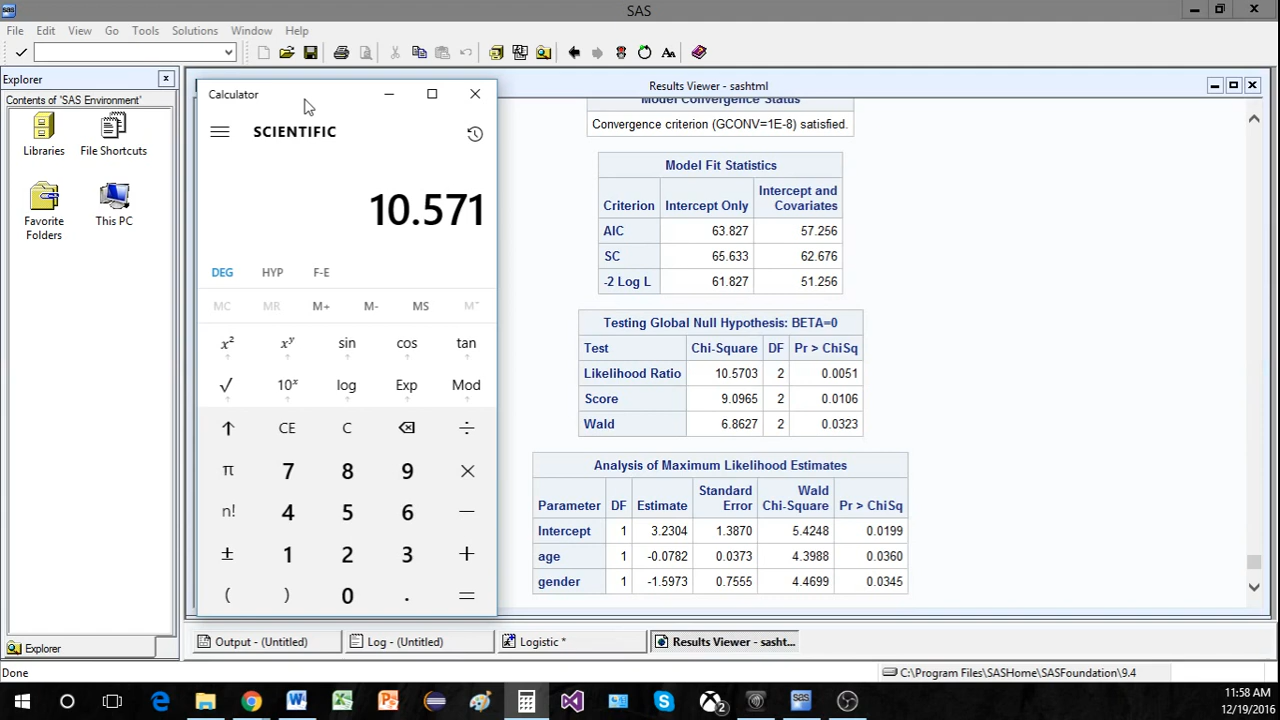 SAS
File Edit View Go Tools Solutions Window Help
Explorer
Contents of 'SAS Environment'
Libraries
File Shortcuts
Favorite Folders
This PC
Explorer
Calculator
SCIENTIFIC
10.571
DEG HYP F-E
MC MR M+ M- MS M˅
x² xʸ sin cos tan
√ 10ˣ log Exp Mod
↑ CE C ⌫ ÷
π 7 8 9 ×
n! 4 5 6 −
± 1 2 3 +
( ) 0 . =
Results Viewer - sashtml
Model Convergence Status
Convergence criterion (GCONV=1E-8) satisfied.
Model Fit Statistics
Criterion Intercept Only Intercept and Covariates
AIC 63.827 57.256
SC 65.633 62.676
-2 Log L 61.827 51.256
Testing Global Null Hypothesis: BETA=0
Test Chi-Square DF Pr > ChiSq
Likelihood Ratio 10.5703 2 0.0051
Score 9.0965 2 0.0106
Wald 6.8627 2 0.0323
Analysis of Maximum Likelihood Estimates
Parameter DF Estimate Standard Error Wald Chi-Square Pr > ChiSq
Intercept 1 3.2304 1.3870 5.4248 0.0199
age 1 -0.0782 0.0373 4.3988 0.0360
gender 1 -1.5973 0.7555 4.4699 0.0345
Output - (Untitled) Log - (Untitled) Logistic * Results Viewer - sasht...
Done C:\Program Files\SASHome\SASFoundation\9.4
11:58 AM
12/19/2016